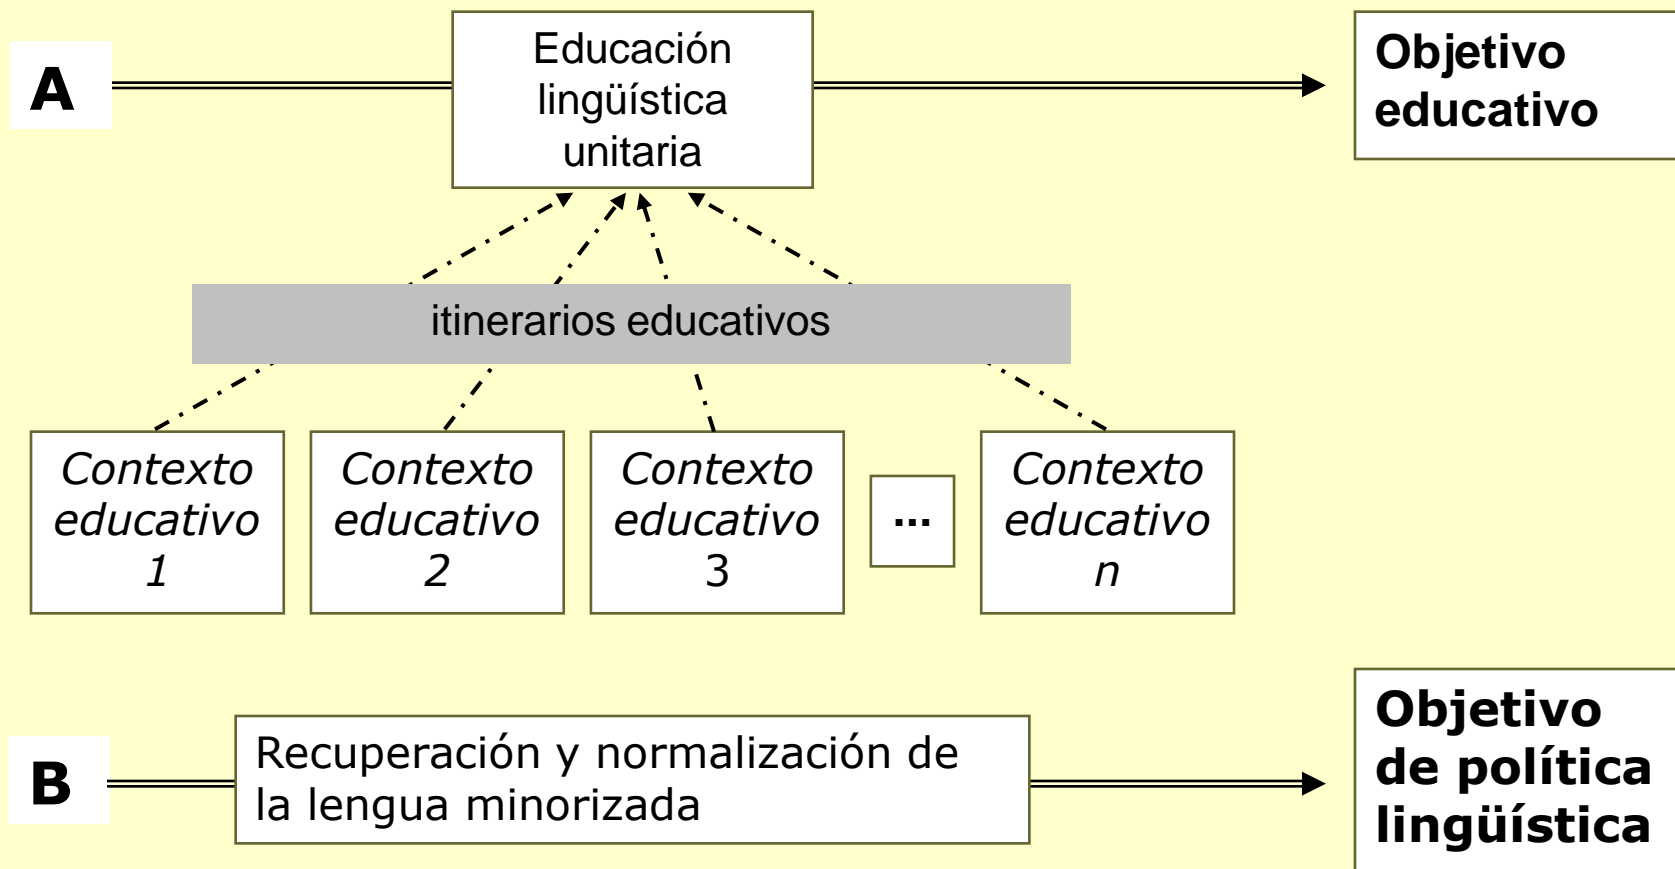 A
Educación
lingüística
unitaria
Objetivo
educativo
itinerarios educativos
Contexto
educativo
1
Contexto
educativo
2
Contexto
educativo
3
...
Contexto
educativo
n
B
Recuperación y normalización de
la lengua minorizada
Objetivo
de política
lingüística